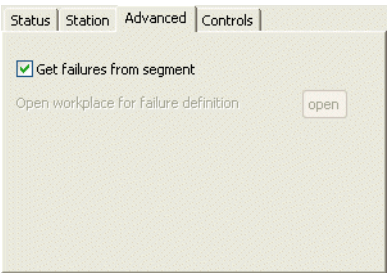 Status Station Advanced Controls
Get failures from segment
Open workplace for failure definition open